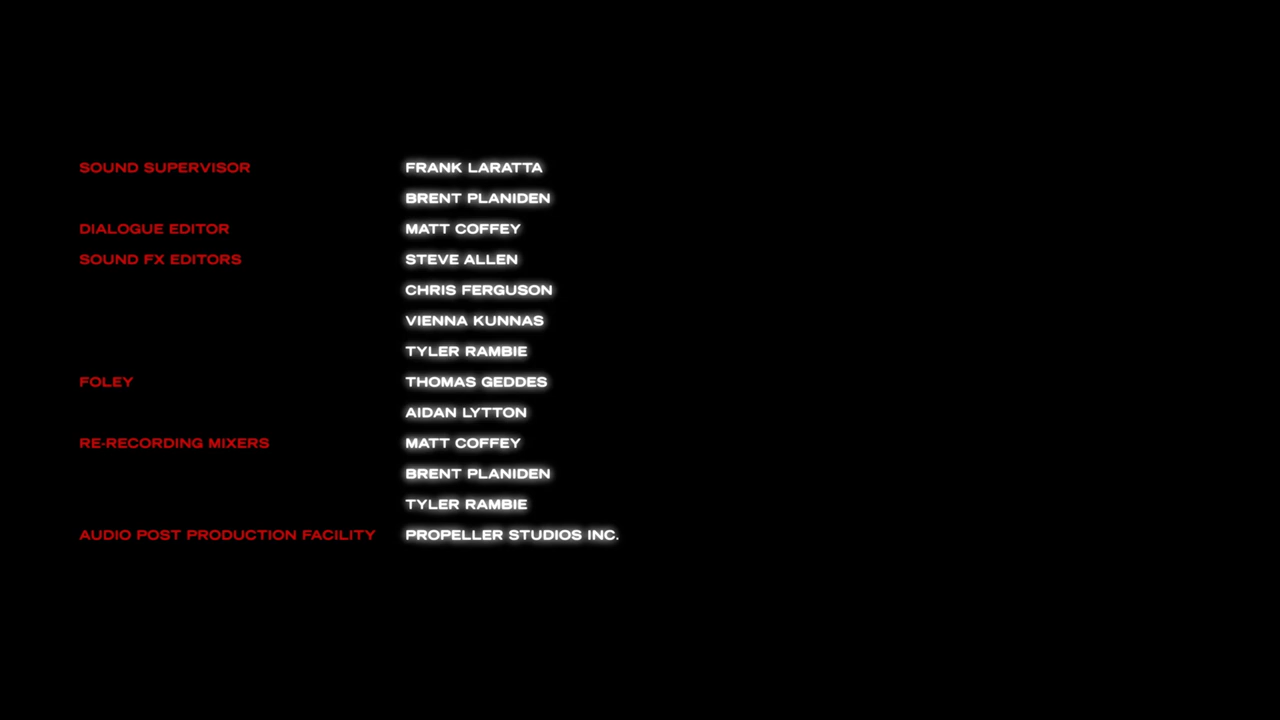 SOUND SUPERVISOR FRANK LARATTA
BRENT PLANIDEN
DIALOGUE EDITOR MATT COFFEY
SOUND FX EDITORS STEVE ALLEN
CHRIS FERGUSON
VIENNA KUNNAS
TYLER RAMBIE
FOLEY THOMAS GEDDES
AIDAN LYTTON
RE-RECORDING MIXERS MATT COFFEY
BRENT PLANIDEN
TYLER RAMBIE
AUDIO POST PRODUCTION FACILITY PROPELLER STUDIOS INC.